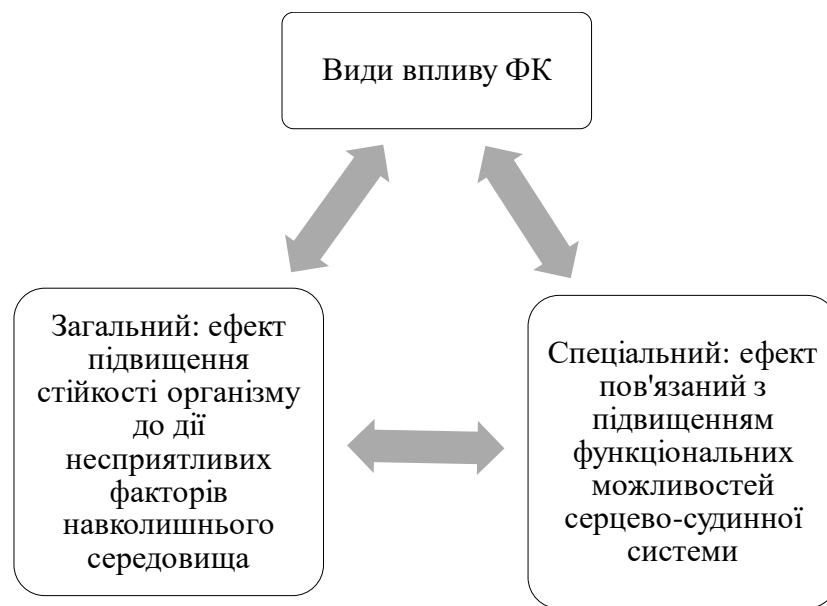 Види впливу ФК
Загальний: ефект
підвищення
стійкості організму
до дії
несприятливих
факторів
навколишнього
середовища
Спеціальний: ефект
пов'язаний з
підвищенням
функціональних
можливостей
серцево-судинної
системи